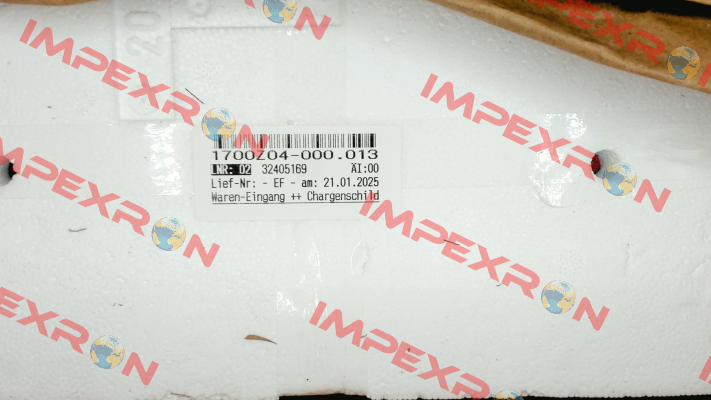 IMPEXRON
IMPEXRON
IMPEXRON
20
1700Z04-000.013
LNR: 02 32405169 ÄI:00
Lief-Nr: - EF - am: 21.01.2025
Waren-Eingang ++ Chargenschild
IMPEXRON
IMPEXRON
IMPEXRON
IMPEXRON